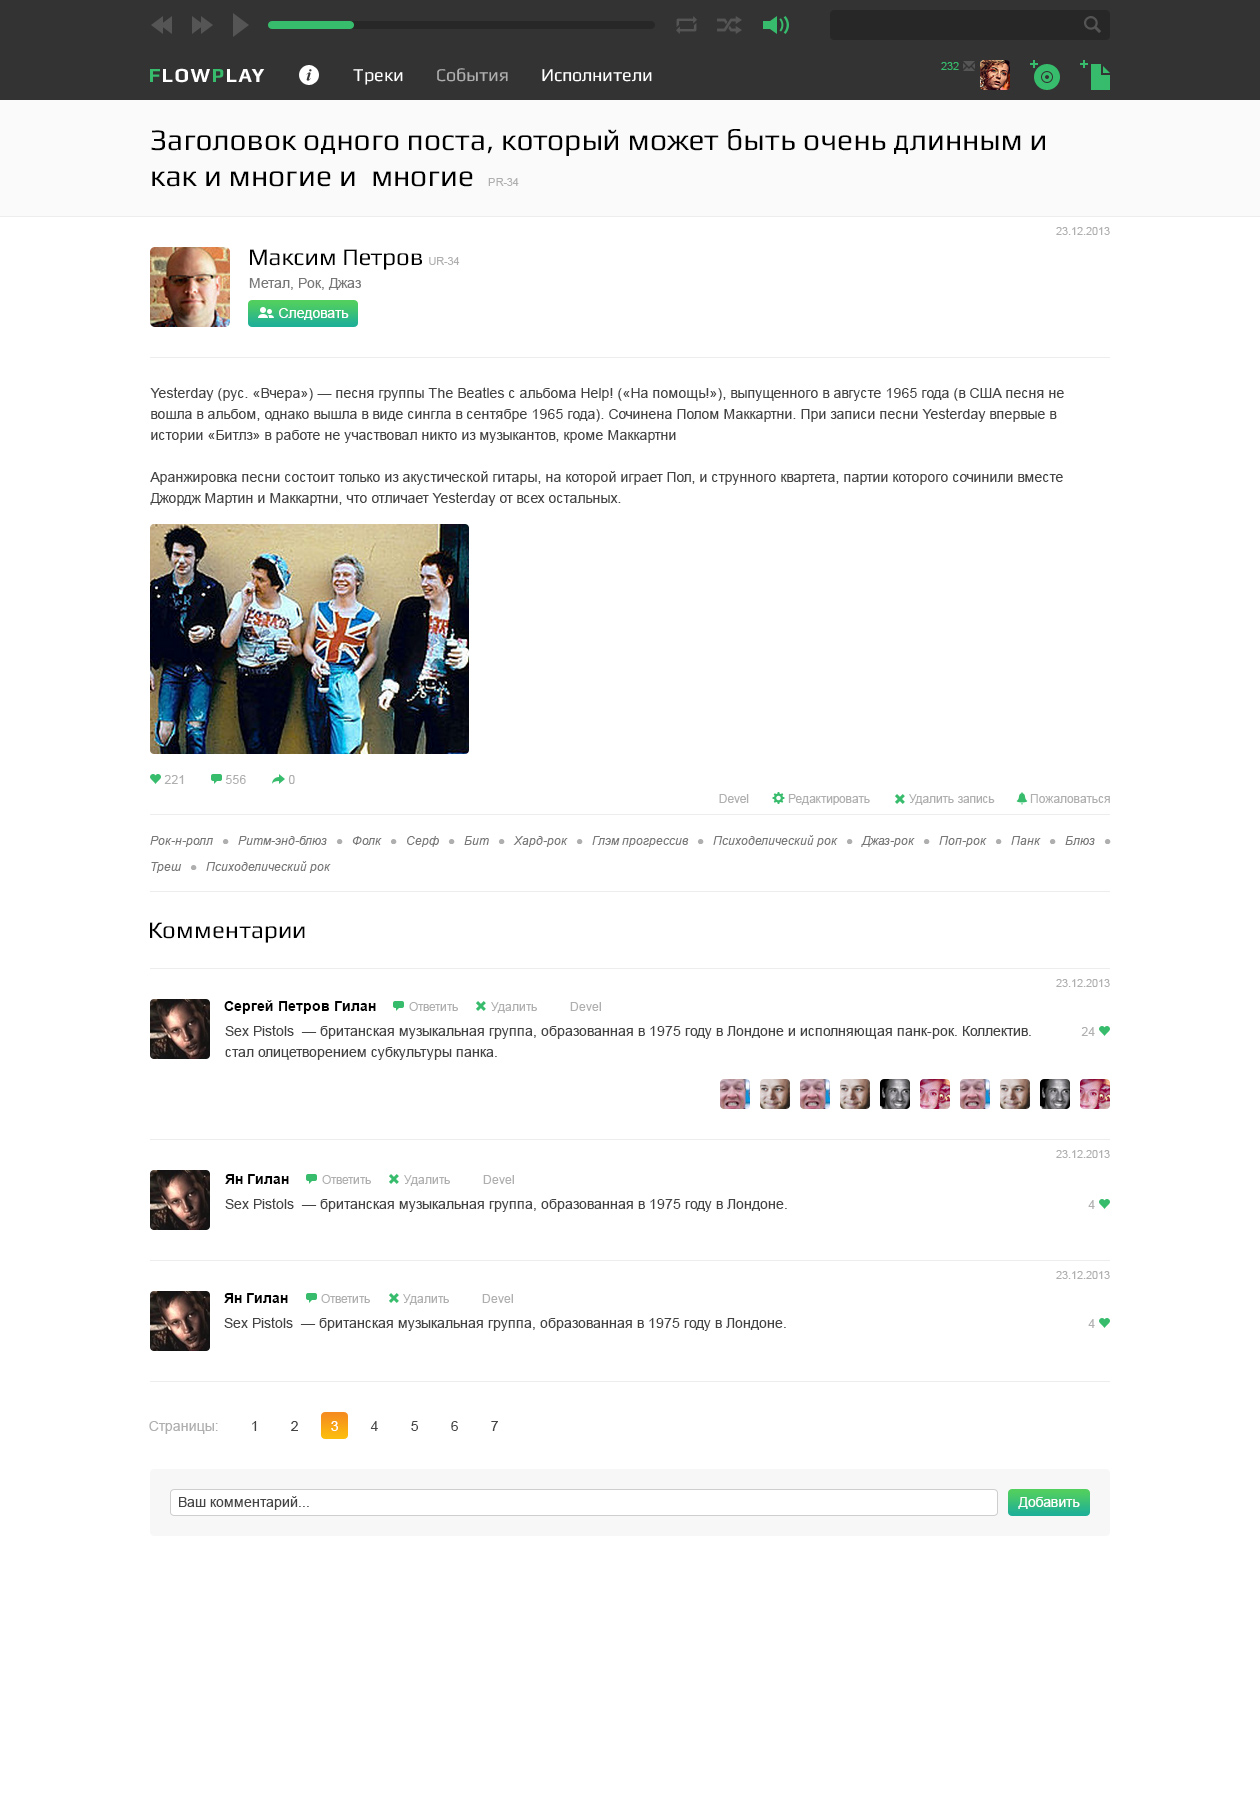 FLOWPLAY
i
Треки
События
Исполнители
232
Заголовок одного поста, который может быть очень длинным и
как и многие и  многие PR-34
23.12.2013
Максим Петров UR-34
Метал, Рок, Джаз
Следовать
Yesterday (рус. «Вчера») — песня группы The Beatles с альбома Help! («На помощь!»), выпущенного в августе 1965 года (в США песня не
вошла в альбом, однако вышла в виде сингла в сентябре 1965 года). Сочинена Полом Маккартни. При записи песни Yesterday впервые в
истории «Битлз» в работе не участвовал никто из музыкантов, кроме Маккартни
Аранжировка песни состоит только из акустической гитары, на которой играет Пол, и струнного квартета, партии которого сочинили вместе
Джордж Мартин и Маккартни, что отличает Yesterday от всех остальных.
221 556 0
Devel Редактировать Удалить запись Пожаловаться
Рок-н-ролл Ритм-энд-блюз Фолк Серф Бит Хард-рок Глэм прогрессив Психоделический рок Джаз-рок Поп-рок Панк Блюз
Треш Психоделический рок
Комментарии
23.12.2013
Сергей Петров Гилан Ответить Удалить Devel
Sex Pistols  — британская музыкальная группа, образованная в 1975 году в Лондоне и исполняющая панк-рок. Коллектив. 24
стал олицетворением субкультуры панка.
23.12.2013
Ян Гилан Ответить Удалить Devel
Sex Pistols  — британская музыкальная группа, образованная в 1975 году в Лондоне. 4
23.12.2013
Ян Гилан Ответить Удалить Devel
Sex Pistols  — британская музыкальная группа, образованная в 1975 году в Лондоне. 4
Страницы: 1 2 3 4 5 6 7
Ваш комментарий... Добавить